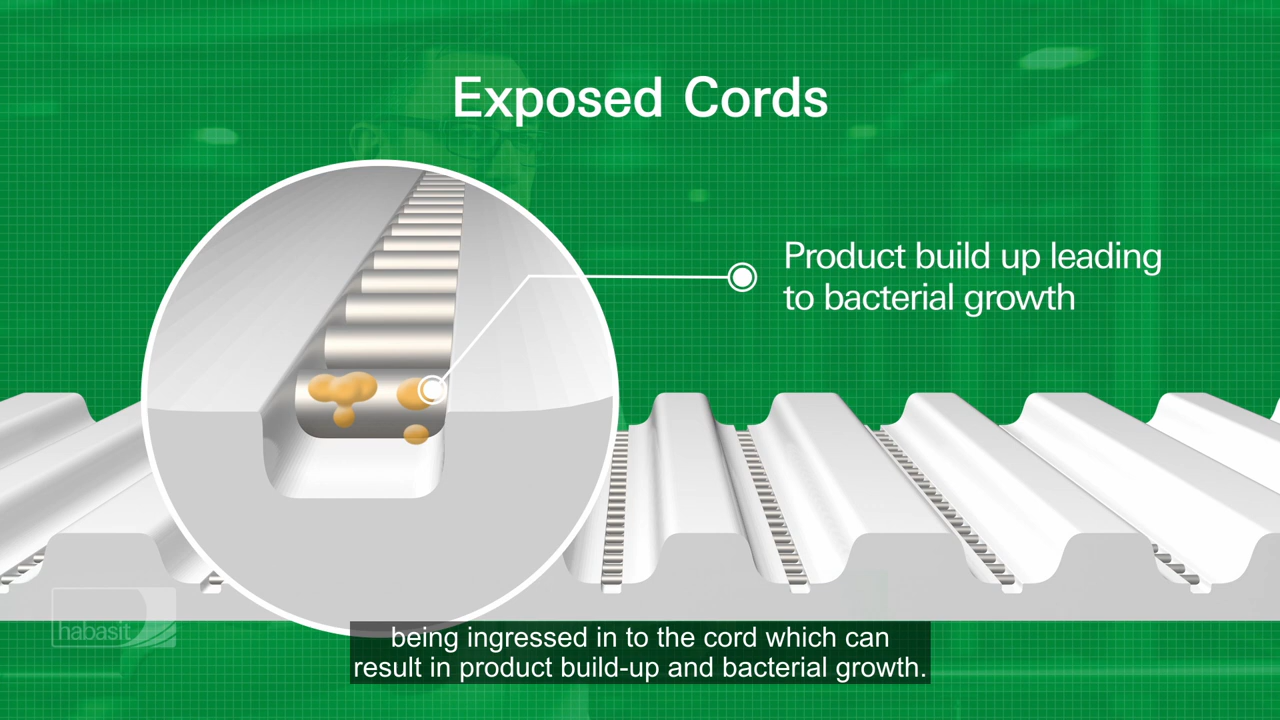 Exposed Cords
Product build up leading
to bacterial growth
habasit
being ingressed in to the cord which can
result in product build-up and bacterial growth.